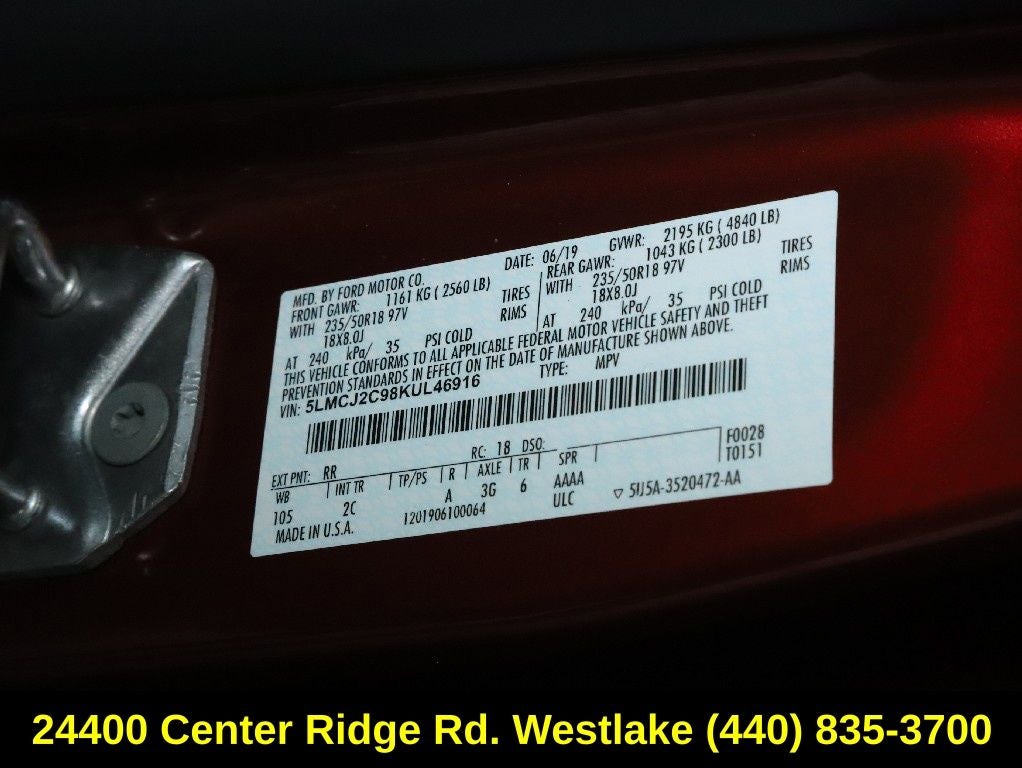 MFD. BY FORD MOTOR CO. DATE: 06/19 GVWR: 2195 KG ( 4840 LB)
FRONT GAWR: 1161 KG ( 2560 LB) REAR GAWR: 1043 KG ( 2300 LB)
WITH 235/50R18 97V TIRES 235/50R18 97V TIRES
18X8.0J RIMS WITH 18X8.0J RIMS
AT 240 kPa/ 35 PSI COLD AT 240 kPa/ 35 PSI COLD
THIS VEHICLE CONFORMS TO ALL APPLICABLE FEDERAL MOTOR VEHICLE SAFETY AND THEFT
PREVENTION STANDARDS IN EFFECT ON THE DATE OF MANUFACTURE SHOWN ABOVE.
VIN: 5LMCJ2C98KUL46916 TYPE: MPV
EXT PNT: RR RC: 18 DSO: F0028
WB INT TR TP/PS R AXLE TR SPR T0151
105 2C A 3G 6 AAAA
1201906100064 ULC ▽ 5U5A-3520472-AA
MADE IN U.S.A.
24400 Center Ridge Rd. Westlake (440) 835-3700